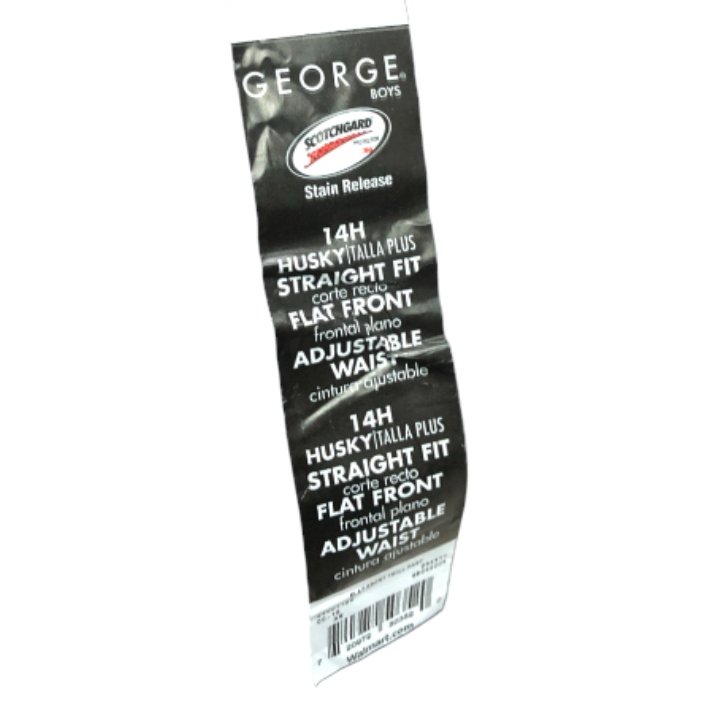 GEORGE®
BOYS
SCOTCHGARD
Stain Release
14H
HUSKY|TALLA PLUS
STRAIGHT FIT
corte recto
FLAT FRONT
frontal plano
ADJUSTABLE
WAIST
cintura ajustable
14H
HUSKY|TALLA PLUS
STRAIGHT FIT
corte recto
FLAT FRONT
frontal plano
ADJUSTABLE
WAIST
cintura ajustable
Walmart.com